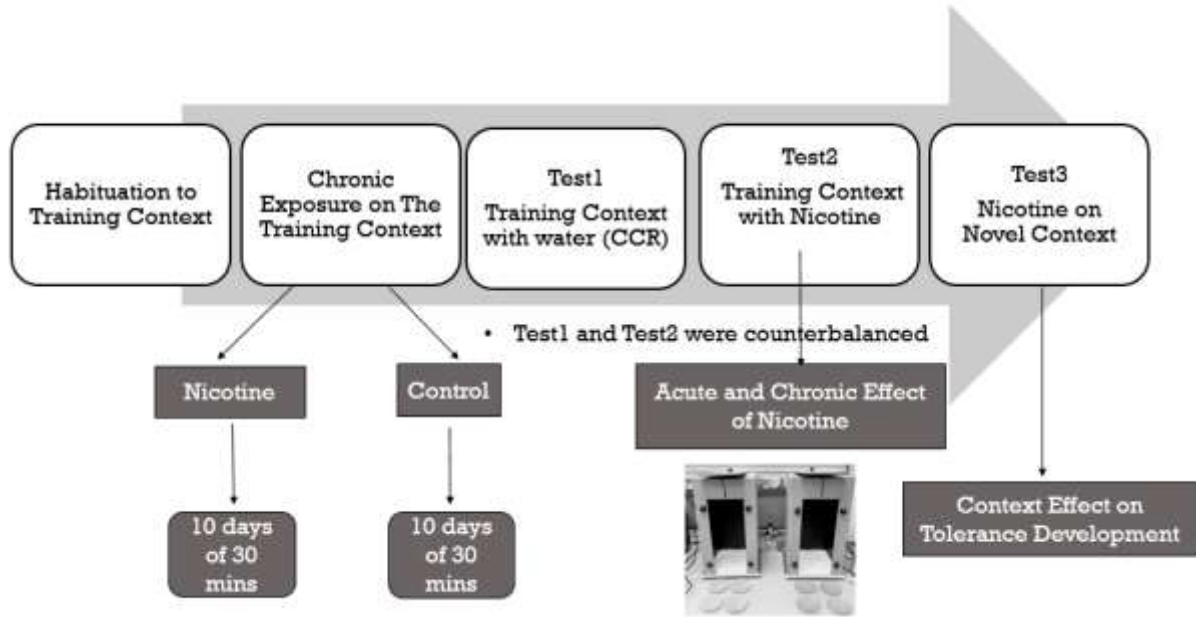 Habituation to
Training Context
Chronic
Exposure on The
Training Context
Test1
Training Context
with water (CCR)
Test2
Training Context
with Nicotine
Test3
Nicotine on
Novel Context
• Test1 and Test2 were counterbalanced
Nicotine
Control
Acute and Chronic Effect
of Nicotine
10 days
of 30
mins
10 days
of 30
mins
Context Effect on
Tolerance Development